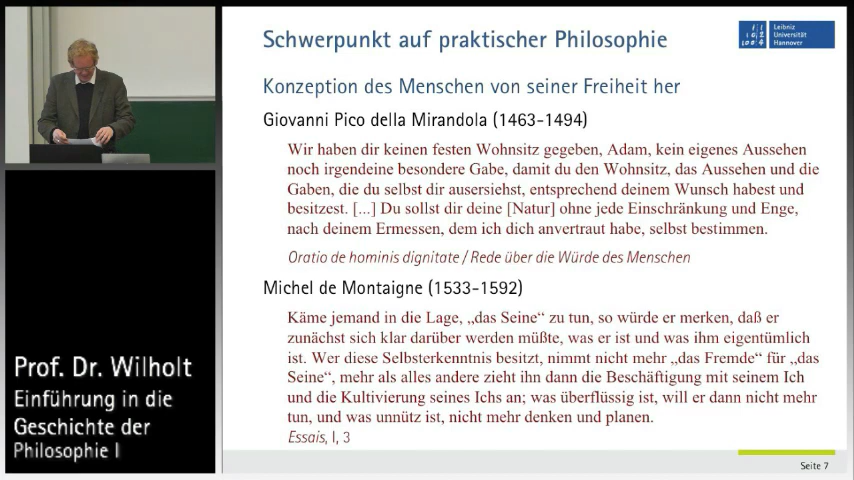 Schwerpunkt auf praktischer Philosophie
Leibniz
Universität
Hannover
Konzeption des Menschen von seiner Freiheit her
Giovanni Pico della Mirandola (1463-1494)
Wir haben dir keinen festen Wohnsitz gegeben, Adam, kein eigenes Aussehen
noch irgendeine besondere Gabe, damit du den Wohnsitz, das Aussehen und die
Gaben, die du selbst dir ausersiehst, entsprechend deinem Wunsch habest und
besitzest. [...] Du sollst dir deine [Natur] ohne jede Einschränkung und Enge,
nach deinem Ermessen, dem ich dich anvertraut habe, selbst bestimmen.
Oratio de hominis dignitate / Rede über die Würde des Menschen
Michel de Montaigne (1533-1592)
Käme jemand in die Lage, „das Seine“ zu tun, so würde er merken, daß er
zunächst sich klar darüber werden müßte, was er ist und was ihm eigentümlich
ist. Wer diese Selbsterkenntnis besitzt, nimmt nicht mehr „das Fremde“ für „das
Seine“, mehr als alles andere zieht ihn dann die Beschäftigung mit seinem Ich
und die Kultivierung seines Ichs an; was überflüssig ist, will er dann nicht mehr
tun, und was unnütz ist, nicht mehr denken und planen.
Essais, I, 3
Seite 7
Prof. Dr. Wilholt
Einführung in die
Geschichte der
Philosophie I